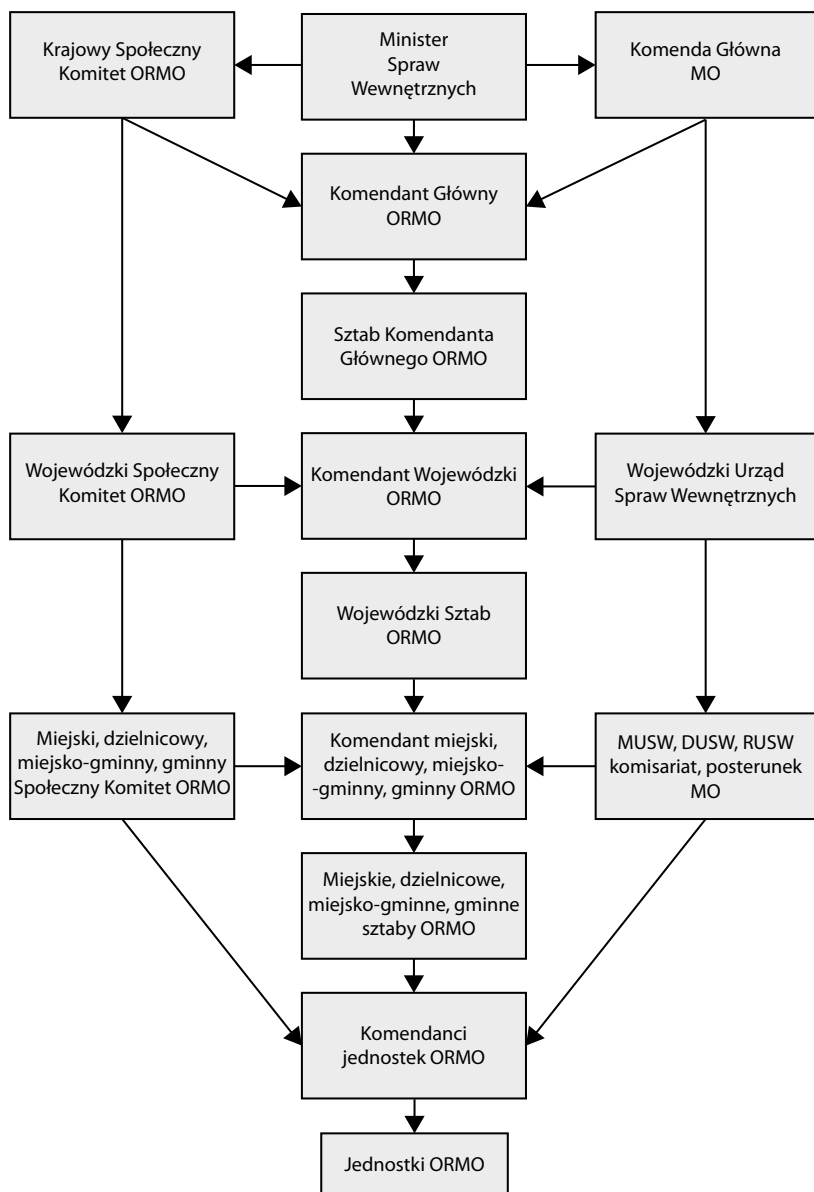 Krajowy Społeczny
Komitet ORMO
Minister
Spraw
Wewnętrznych
Komenda Główna
MO
Komendant Główny
ORMO
Sztab Komendanta
Głównego ORMO
Wojewódzki Społeczny
Komitet ORMO
Komendant Wojewódzki
ORMO
Wojewódzki Urząd
Spraw Wewnętrznych
Wojewódzki Sztab
ORMO
Miejski, dzielnicowy,
miejsko-gminny, gminny
Społeczny Komitet ORMO
Komendant miejski,
dzielnicowy, miejsko-
-gminny, gminny ORMO
MUSW, DUSW, RUSW
komisariat, posterunek
MO
Miejskie, dzielnicowe,
miejsko-gminne, gminne
sztaby ORMO
Komendanci
jednostek ORMO
Jednostki ORMO